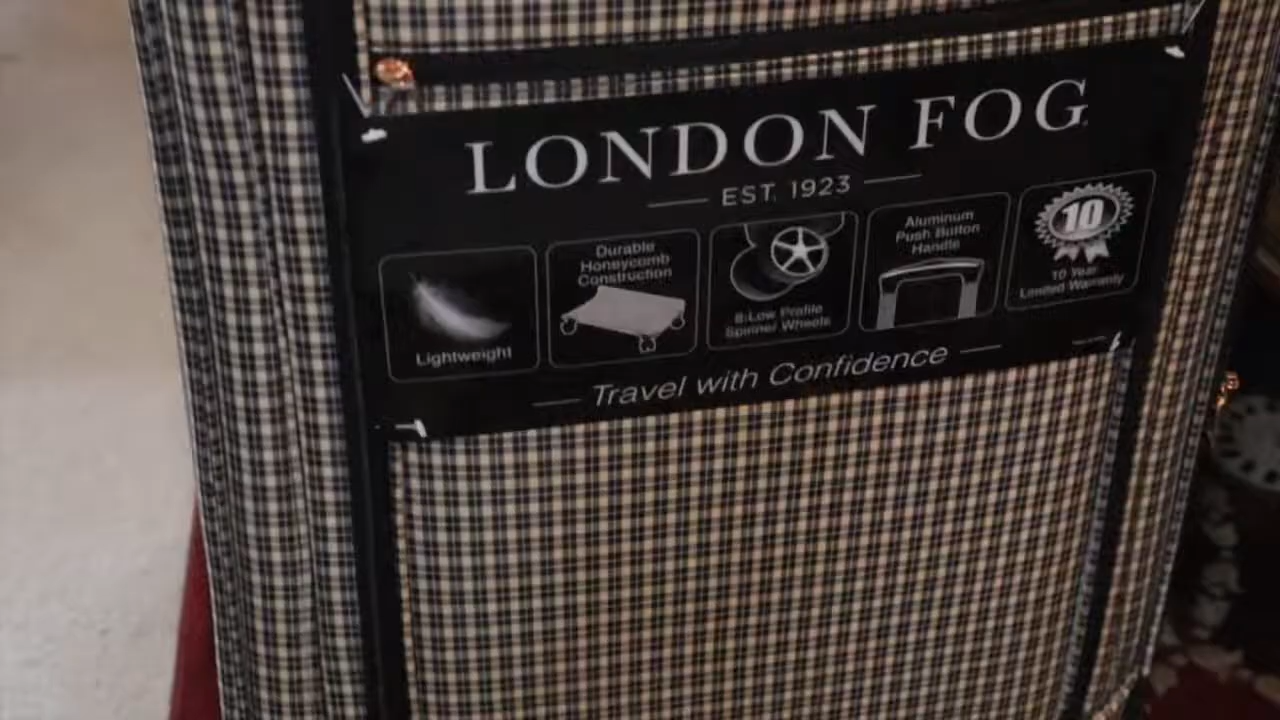 LONDON FOG
EST. 1923
Lightweight
Durable
Honeycomb
Construction
8-Low Profile
Spinner Wheels
Aluminum
Push Button
Handle
10
10 Year
Limited Warranty
Travel with Confidence